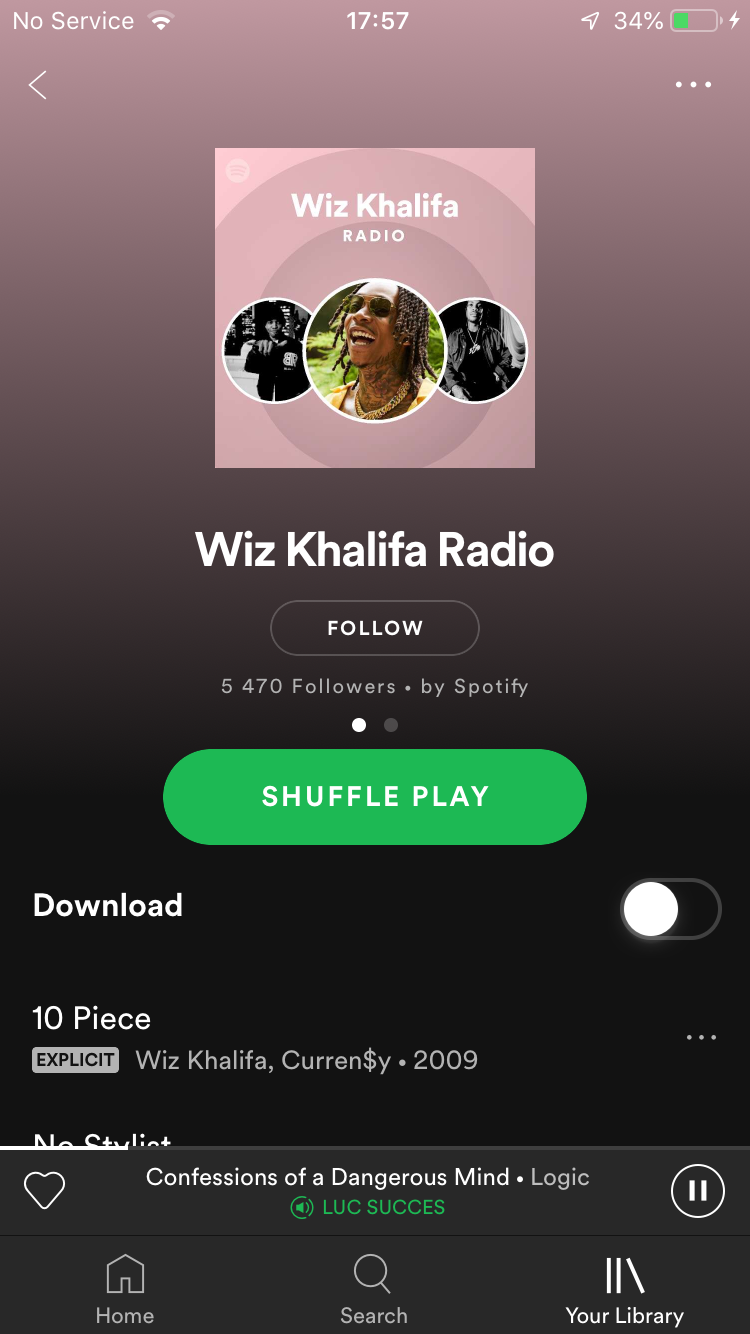 No Service 17:57 34%
Wiz Khalifa
RADIO
Wiz Khalifa Radio
FOLLOW
5 470 Followers • by Spotify
SHUFFLE PLAY
Download
10 Piece
EXPLICIT Wiz Khalifa, Curren$y • 2009
No Stylist
Confessions of a Dangerous Mind • Logic
LUC SUCCES
Home Search Your Library